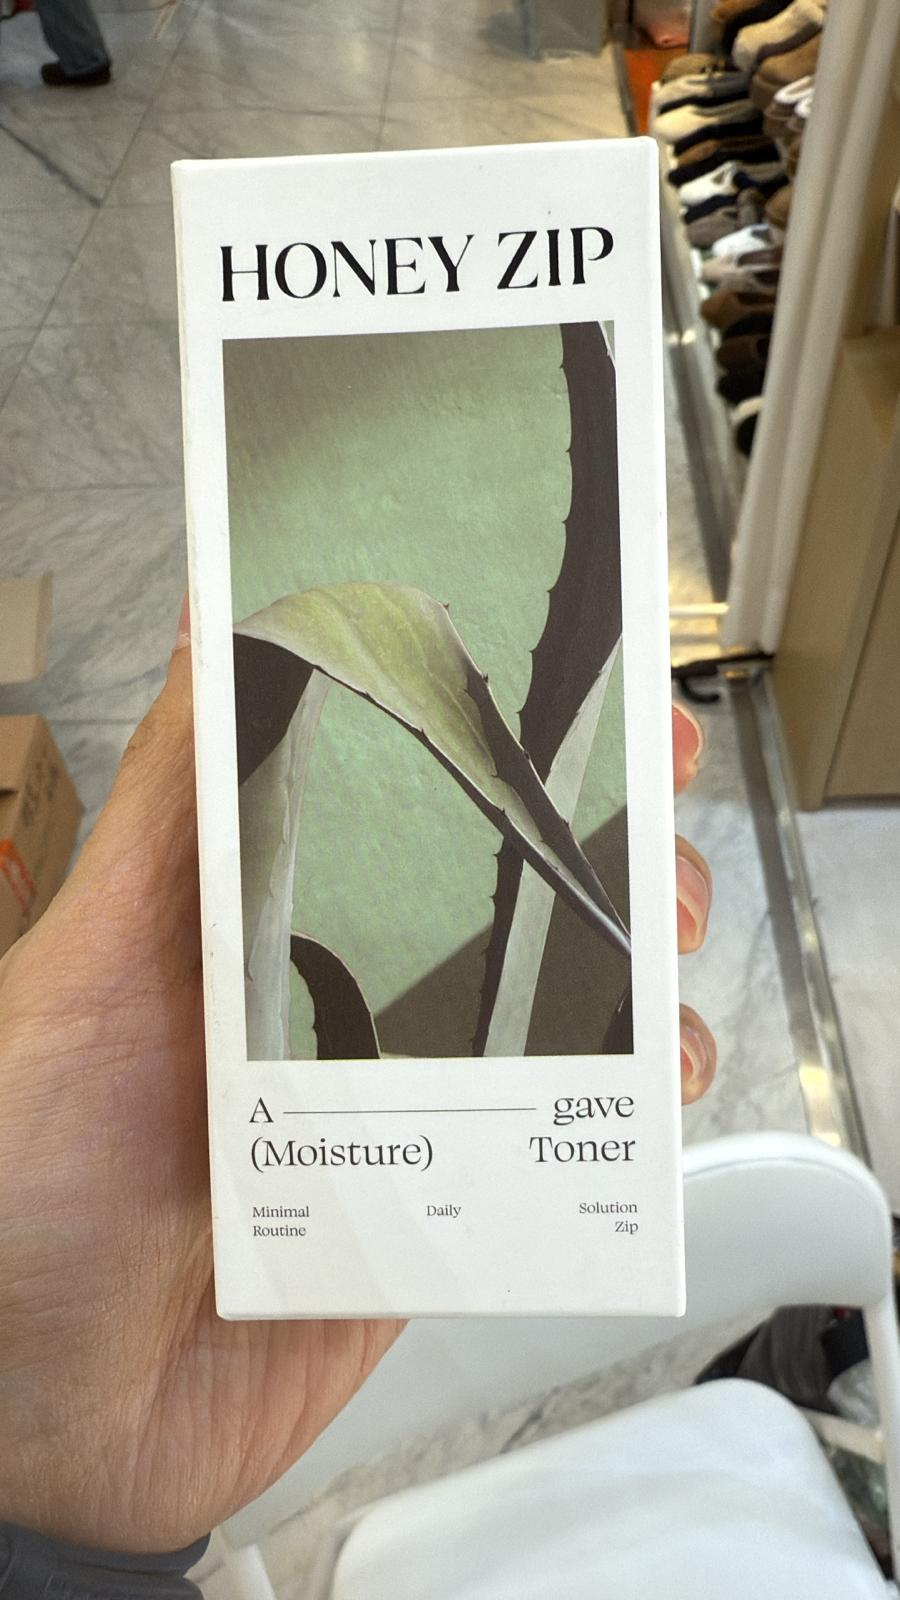 HONEY ZIP
A gave
(Moisture) Toner
Minimal Daily Solution
Routine Zip